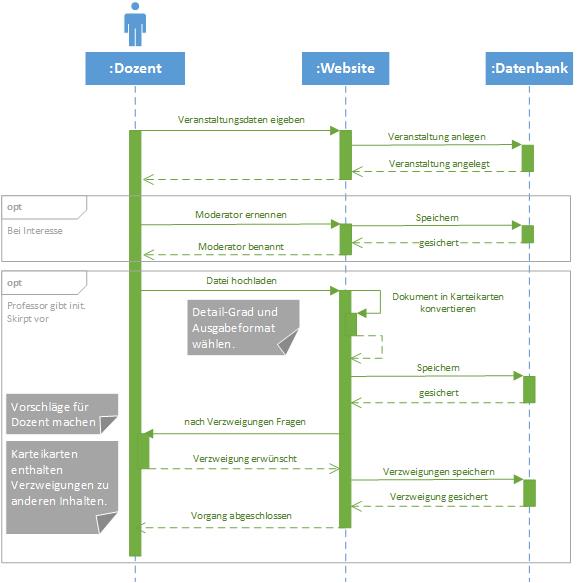 :Dozent
:Website
:Datenbank
Veranstaltungsdaten eigeben
Veranstaltung anlegen
Veranstaltung angelegt
opt
Bei Interesse
Moderator ernennen
Speichern
gesichert
Moderator benannt
opt
Professor gibt init.
Skirpt vor
Datei hochladen
Dokument in Karteikarten
konvertieren
Detail-Grad und
Ausgabeformat
wählen.
Speichern
gesichert
Vorschläge für
Dozent machen
nach Verzweigungen Fragen
Karteikarten
enthalten
Verzweigungen zu
anderen Inhalten.
Verzweigung erwünscht
Verzweigungen speichern
Verzweigung gesichert
Vorgang abgeschlossen